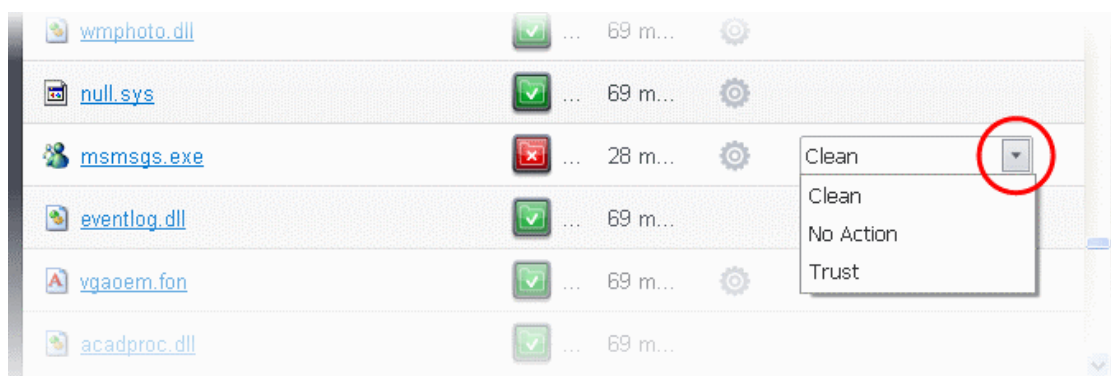 wmphoto.dll ... 69 m...
null.sys ... 69 m...
msmsgs.exe ... 28 m... Clean
Clean
eventlog.dll ... 69 m...
No Action
Trust
vgaoem.fon ... 69 m...
acadproc.dll ... 69 m...